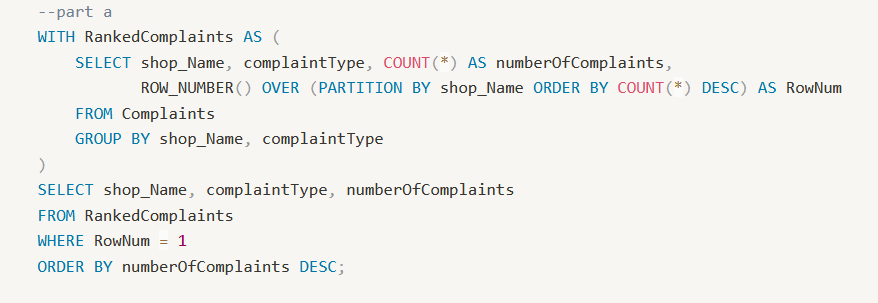 --part a
WITH RankedComplaints AS (
SELECT shop_Name, complaintType, COUNT(*) AS numberOfComplaints,
ROW_NUMBER() OVER (PARTITION BY shop_Name ORDER BY COUNT(*) DESC) AS RowNum
FROM Complaints
GROUP BY shop_Name, complaintType
)
SELECT shop_Name, complaintType, numberOfComplaints
FROM RankedComplaints
WHERE RowNum = 1
ORDER BY numberOfComplaints DESC;